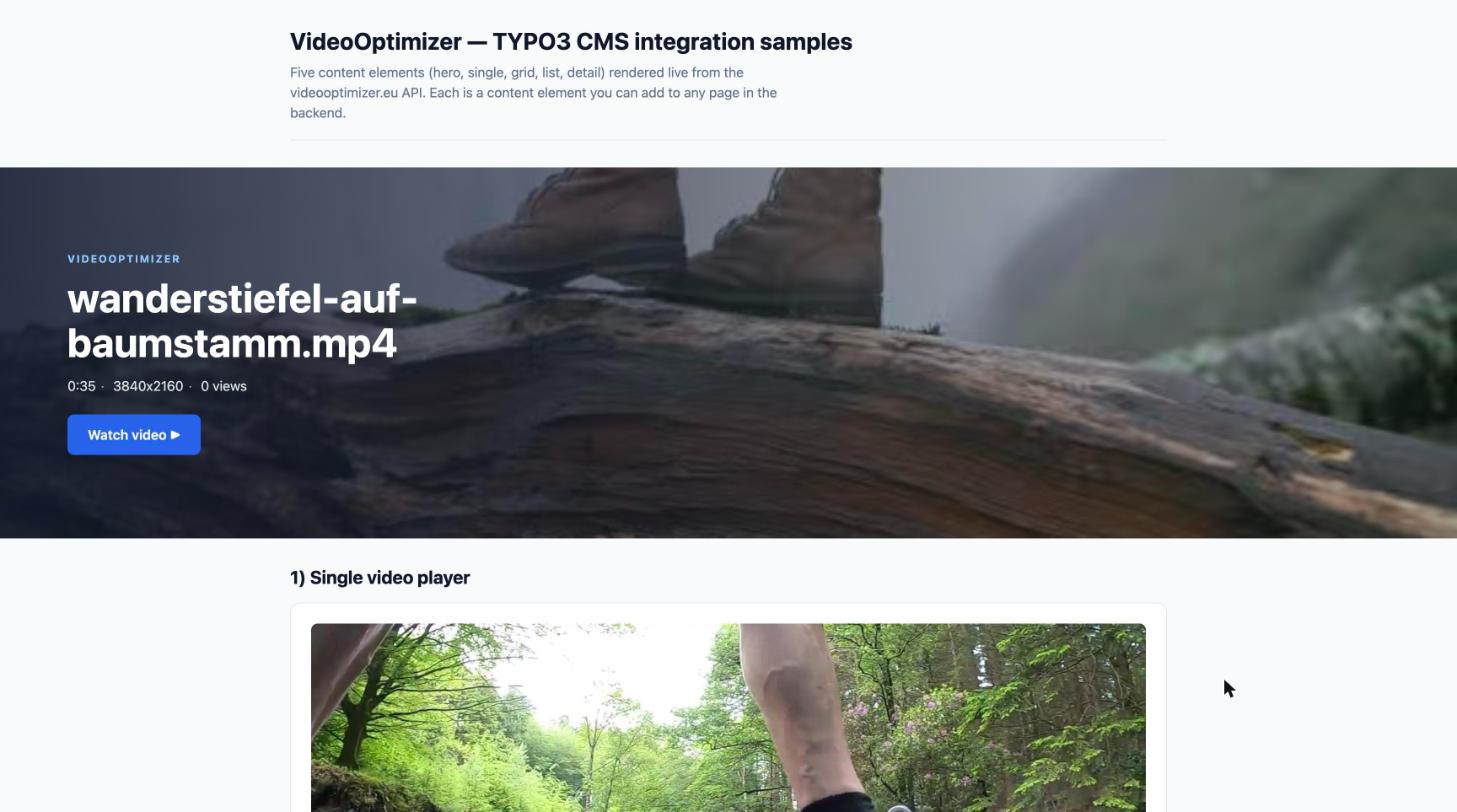 VideoOptimizer — TYPO3 CMS integration samples
Five content elements (hero, single, grid, list, detail) rendered live from the
videooptimizer.eu API. Each is a content element you can add to any page in the
backend.
VIDEOOPTIMIZER
wanderstiefel-auf-
baumstamm.mp4
0:35 · 3840x2160 · 0 views
Watch video ▶
1) Single video player